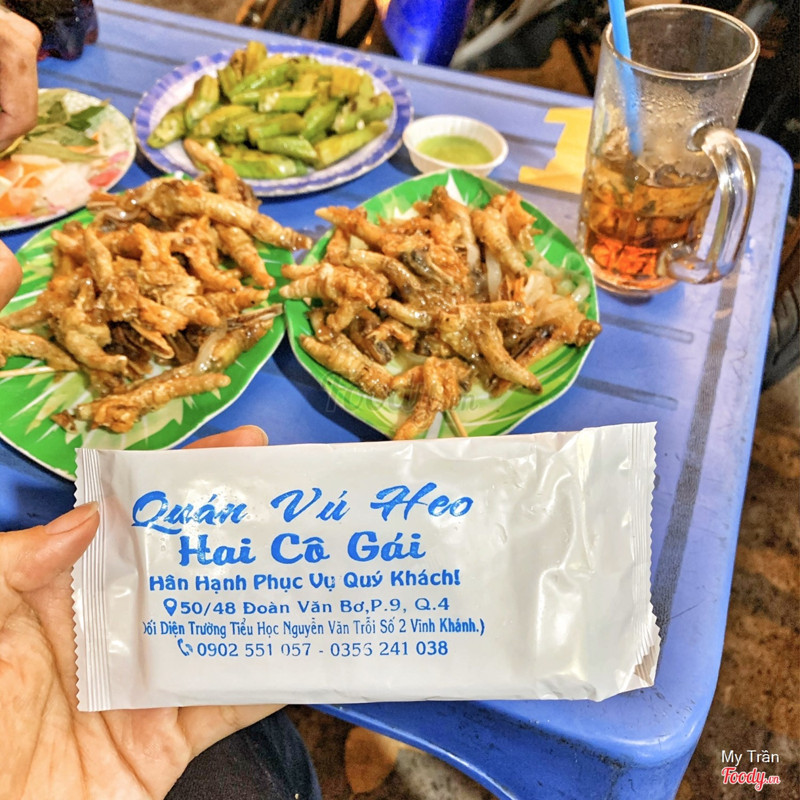 Quán Vú Heo
Hai Cô Gái
Hân Hạnh Phục Vụ Quý Khách!
50/48 Đoàn Văn Bơ,P.9, Q.4
Đối Diện Trường Tiểu Học Nguyễn Văn Trỗi Số 2 Vĩnh Khánh.)
0902 551 057 - 0356 241 038
Foody.vn
My Trần
Foody.vn